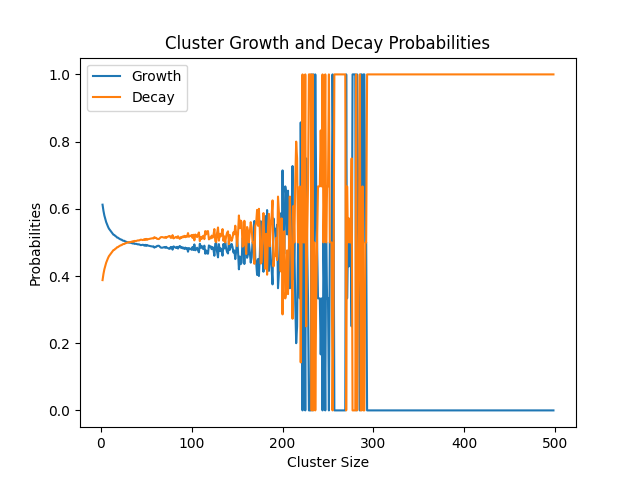 Cluster Growth and Decay Probabilities
Growth
Decay
1.0
0.8
0.6
0.4
0.2
0.0
Probabilities
0
100
200
300
400
500
Cluster Size